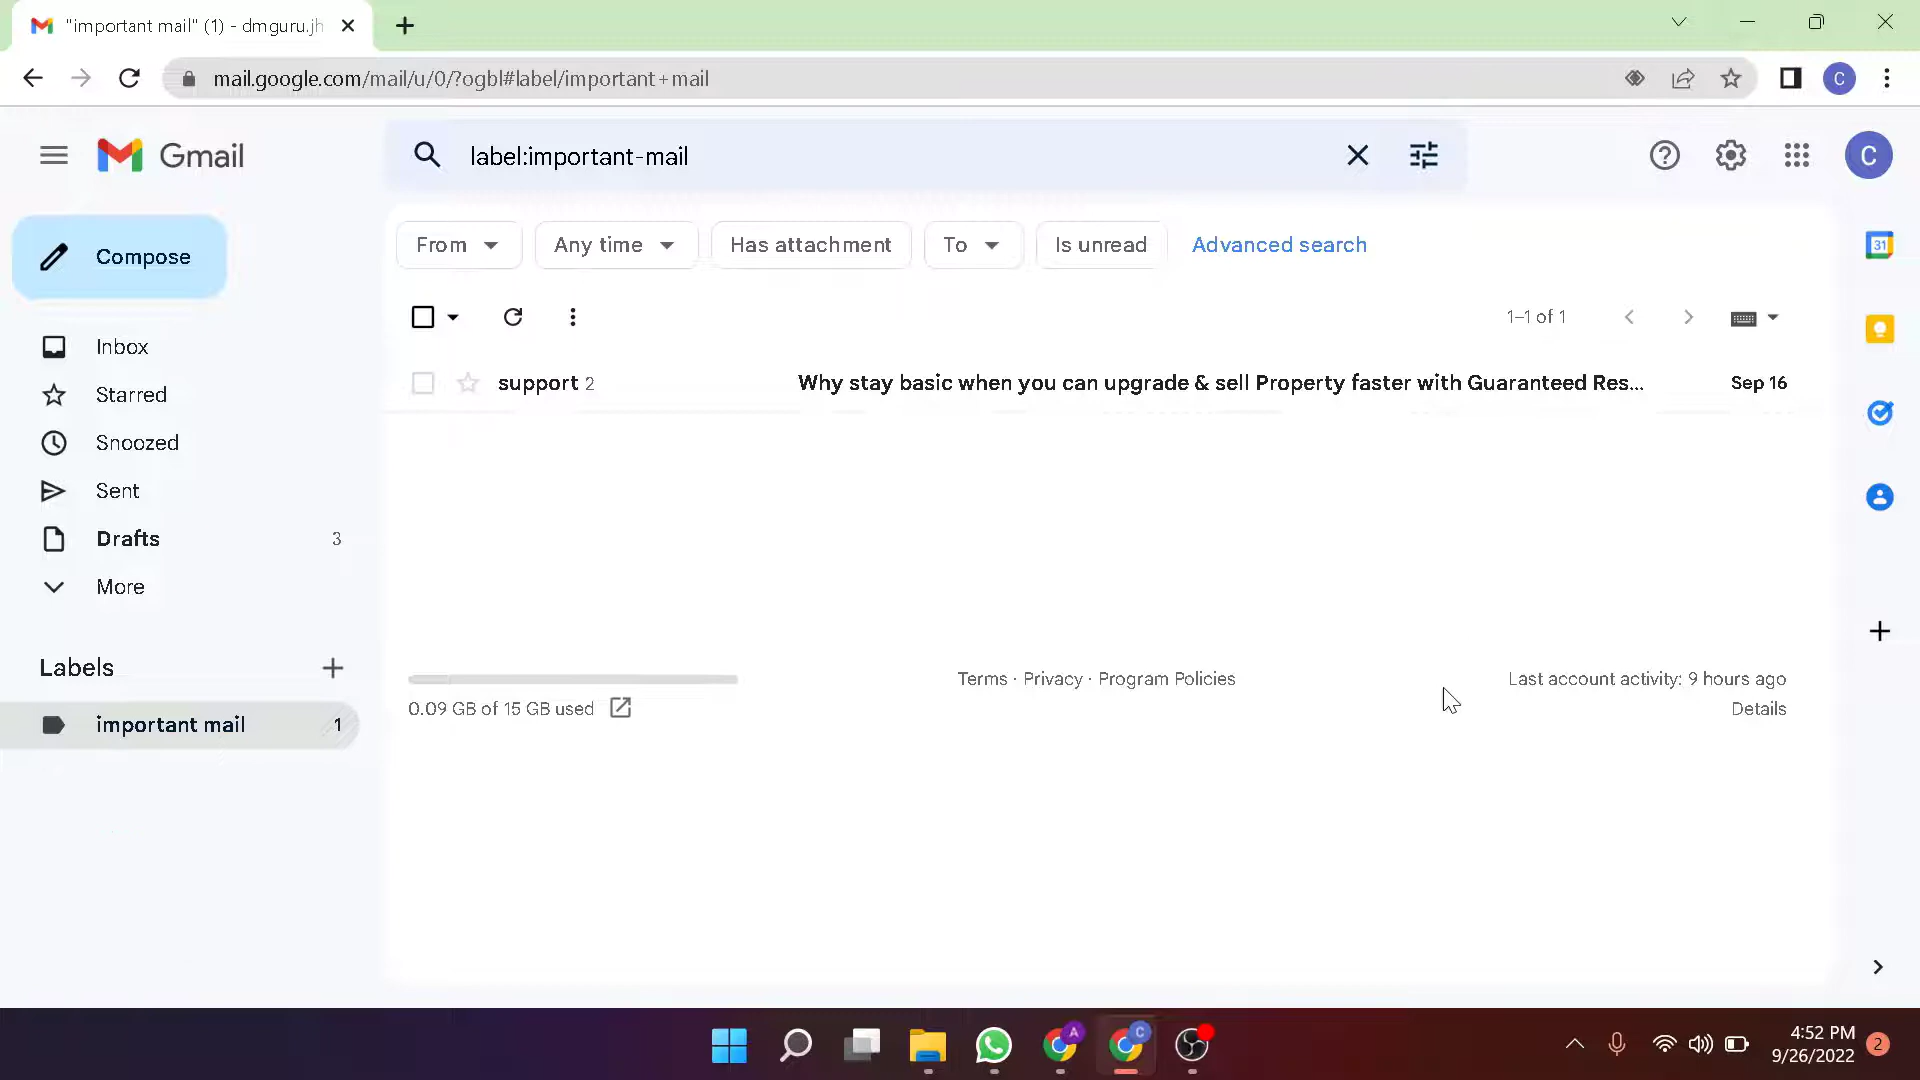 "important mail" (1) - dmguru.jh
mail.google.com/mail/u/0/?ogbl#label/important+mail
C
Gmail
label:important-mail
C
Compose
From
Any time
Has attachment
To
Is unread
Advanced search
31
1–1 of 1
Inbox
support 2
Why stay basic when you can upgrade & sell Property faster with Guaranteed Res...
Sep 16
Starred
Snoozed
Sent
Drafts
3
More
Labels
important mail
1
0.09 GB of 15 GB used
Terms · Privacy · Program Policies
Last account activity: 9 hours ago
Details
A
C
4:52 PM
9/26/2022
2